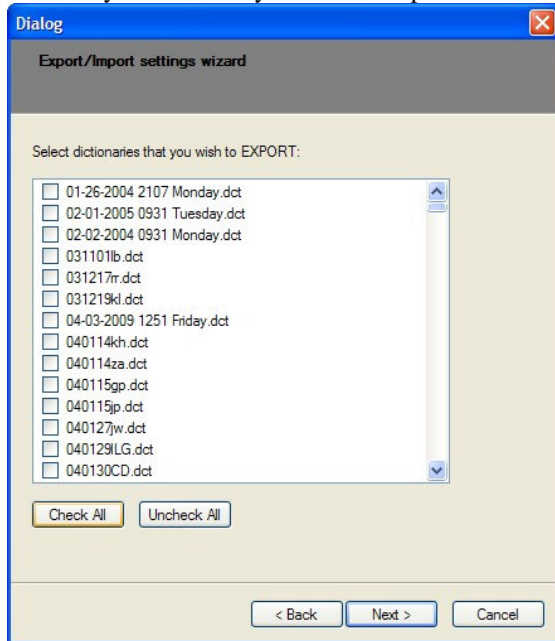 Dialog
Export/Import settings wizard
Select dictionaries that you wish to EXPORT:
01-26-2004 2107 Monday.dct
02-01-2005 0931 Tuesday.dct
02-02-2004 0931 Monday.dct
031101lb.dct
031217rr.dct
031219kl.dct
04-03-2009 1251 Friday.dct
040114kh.dct
040114za.dct
040115gp.dct
040115jp.dct
040127jw.dct
040129ILG.dct
040130CD.dct
Check All Uncheck All
< Back Next > Cancel